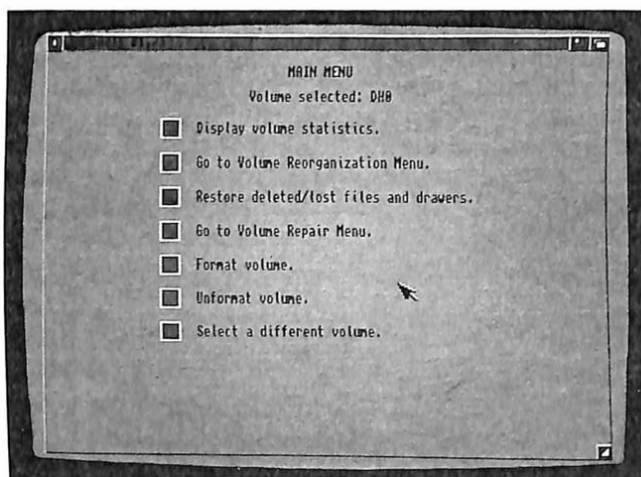 MAIN MENU
Volume selected: DH0
Display volume statistics.
Go to Volume Reorganization Menu.
Restore deleted/lost files and drawers.
Go to Volume Repair Menu.
Format volume.
Unformat volume.
Select a different volume.